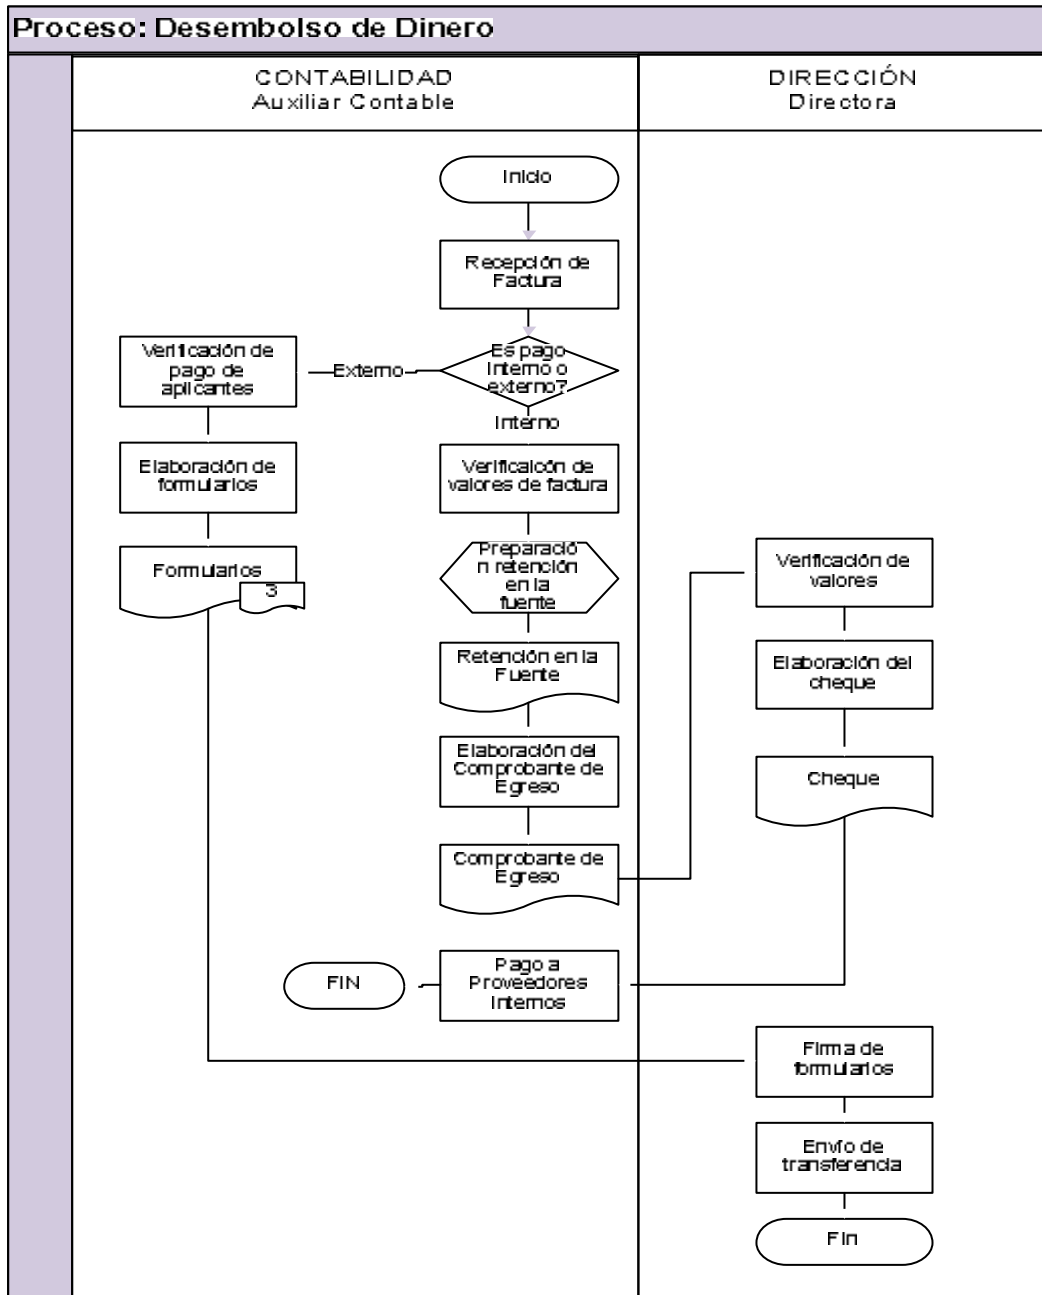 Proceso: Desembolso de Dinero
CONTABILIDAD
Auxiliar Contable
DIRECCIÓN
Directora
Inicio
Recepción de
Factura
Es pago
interno o
externo?
Externo
Verificación de
pago de
aplicantes
Interno
Elaboración de
formularios
Verificalcón de
valores de factura
Formularios
3
Preparació
n retención
en la
fuente
Verificación de
valores
Retención en la
Fuente
Elaboración del
cheque
Elaboración del
Comprobante de
Egreso
Cheque
Comprobante de
Egreso
FIN
Pago a
Proveedores
Internos
Firma de
formularios
Envío de
transferencia
Fin